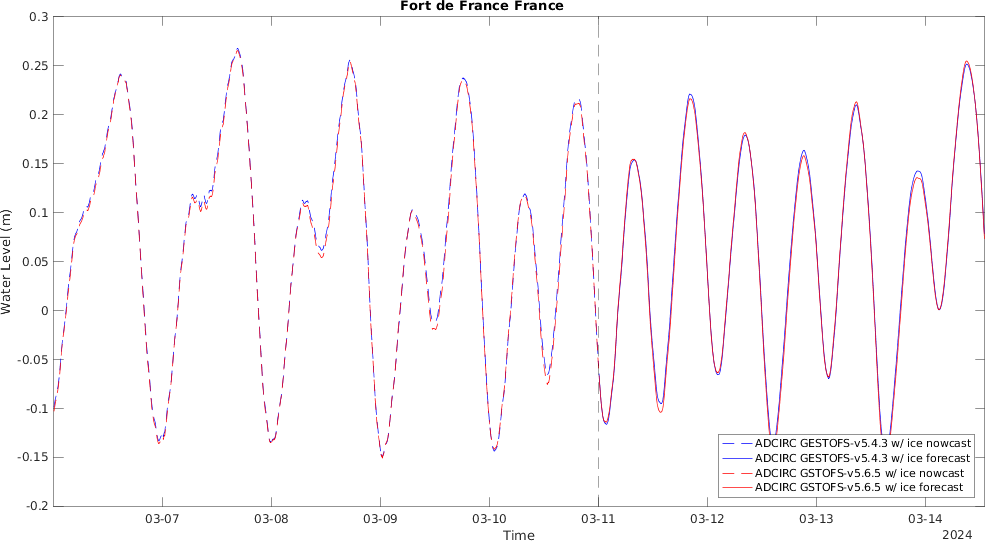 Fort de France France
0.3
0.25
0.2
0.15
0.1
0.05
0
-0.05
-0.1
-0.15
-0.2
Water Level (m)
03-07 03-08 03-09 03-10 03-11 03-12 03-13 03-14
Time
2024
ADCIRC GESTOFS-v5.4.3 w/ ice nowcast
ADCIRC GESTOFS-v5.4.3 w/ ice forecast
ADCIRC GSTOFS-v5.6.5 w/ ice nowcast
ADCIRC GSTOFS-v5.6.5 w/ ice forecast